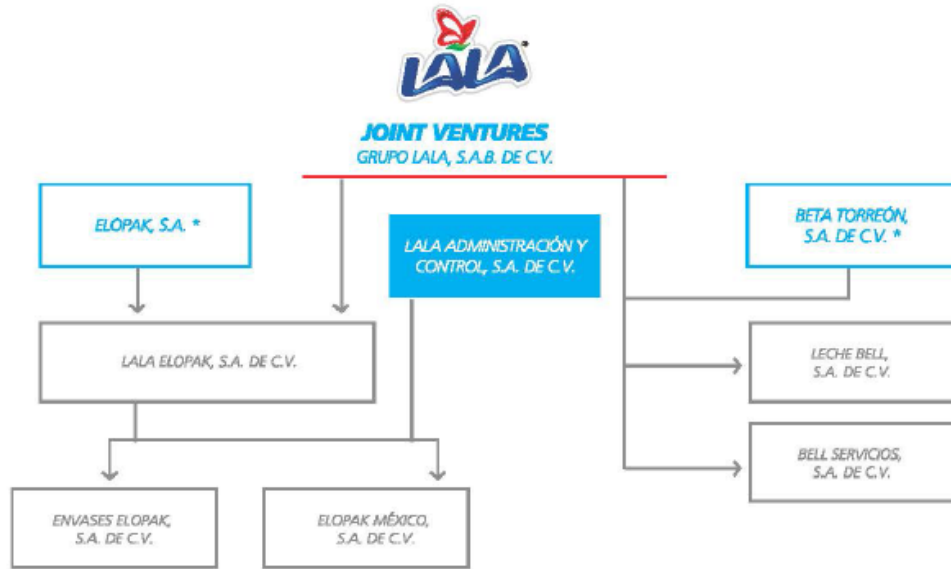 LALA
JOINT VENTURES
GRUPO LALA, S.A.B. DE C.V.
ELOPAK, S.A. *
LALA ADMINISTRACIÓN Y
CONTROL, S.A. DE C.V.
BETA TORREÓN,
S.A. DE C.V. *
LALA ELOPAK, S.A. DE C.V.
LECHE BELL,
S.A. DE C.V.
BELL SERVICIOS,
S.A. DE C.V.
ENVASES ELOPAK,
S.A. DE C.V.
ELOPAK MÉXICO,
S.A. DE C.V.